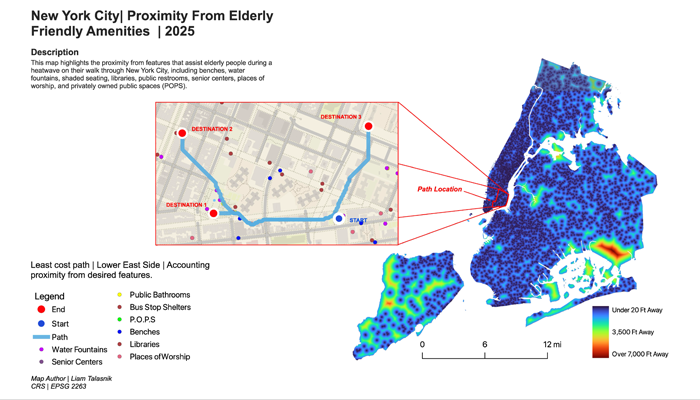 New York City| Proximity From Elderly
Friendly Amenities | 2025
Description
This map highlights the proximity from features that assist elderly people during a
heatwave on their walk through New York City, including benches, water
fountains, shaded seating, libraries, public restrooms, senior centers, places of
worship, and privately owned public spaces (POPS).
DESTINATION 3
DESTINATION 2
DESTINATION 1
START
Path Location
Least cost path | Lower East Side | Accounting
proximity from desired features.
Legend
End
Start
Path
Water Fountains
Senior Centers
Public Bathrooms
Bus Stop Shelters
P.O.P.S
Benches
Libraries
Places of Worship
Map Author | Liam Talasnik
CRS | EPSG 2263
0 6 12 mi
Under 20 Ft Away
3,500 Ft Away
Over 7,000 Ft Away